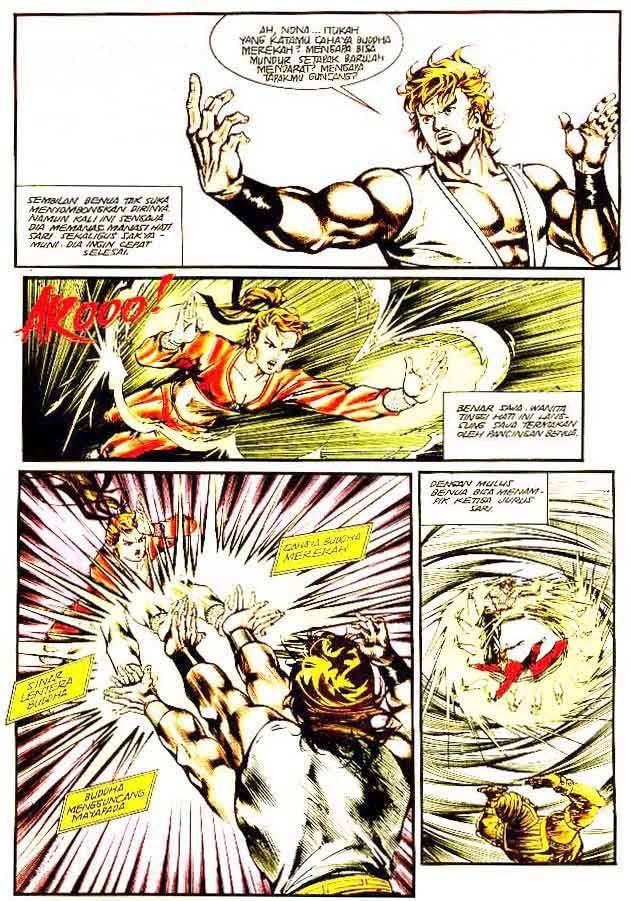 AH, NONA... ITUKAH
YANG KATAMU CAHAYA BUDDHA
MEREKAH? MENGAPA BISA
MUNDUR SETAPAK BARULAH
MENJARAT? MENGAPA
TAPAKMU GUNCANG?
SEMBILAN BENUA TAK SUKA
MENYOMBONGKAN DIRINYA.
NAMUN KALI INI SENGAJA
DIA MEMANAS-MANASI HATI
SARI SEKALIGUS SAKYA-
MUNI. DIA INGIN CEPAT
SELESAI.
AROOO!
BENAR SAJA. WANITA
TINGGI HATI INI LANG-
SUNG SAJA TERMAKAN
OLEH PANCINGAN BENUA.
CAHAYA BUDDHA
MEREKAH
SINAR
LENTERA
BUDDHA
BUDDHA
MENGGUNCANG
MAYAPADA
DENGAN MULUS
BENUA BISA MENAM-
PIK KETIGA JURUS
SARI.